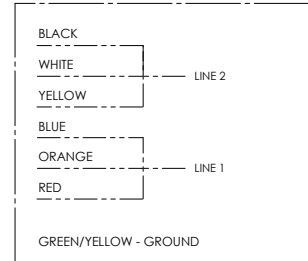 BLACK
WHITE
LINE 2
YELLOW
BLUE
ORANGE
LINE 1
RED
GREEN/YELLOW - GROUND